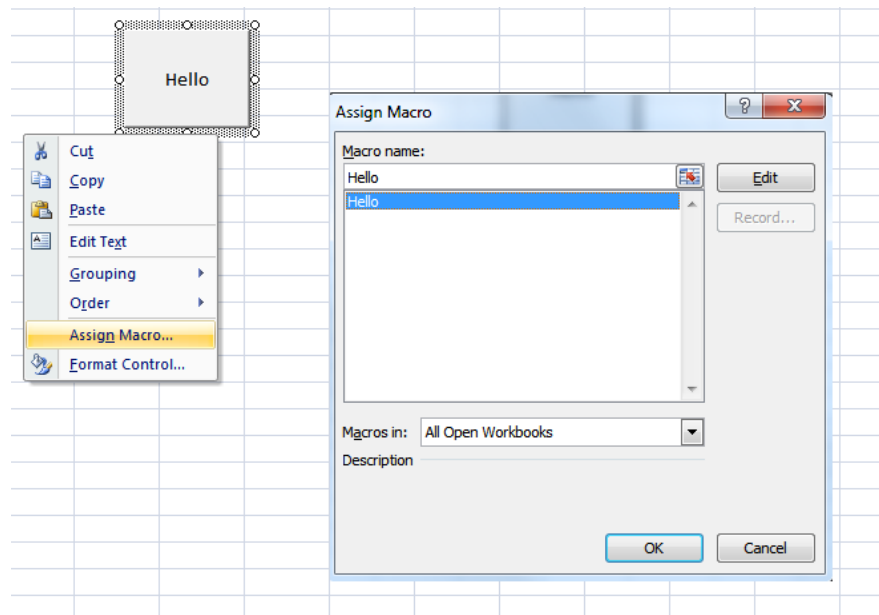 Hello
Cut
Copy
Paste
Edit Text
Grouping
Order
Assign Macro...
Format Control...
Assign Macro
?
X
Macro name:
Hello
Edit
Hello
Record...
Macros in: All Open Workbooks
Description
OK
Cancel